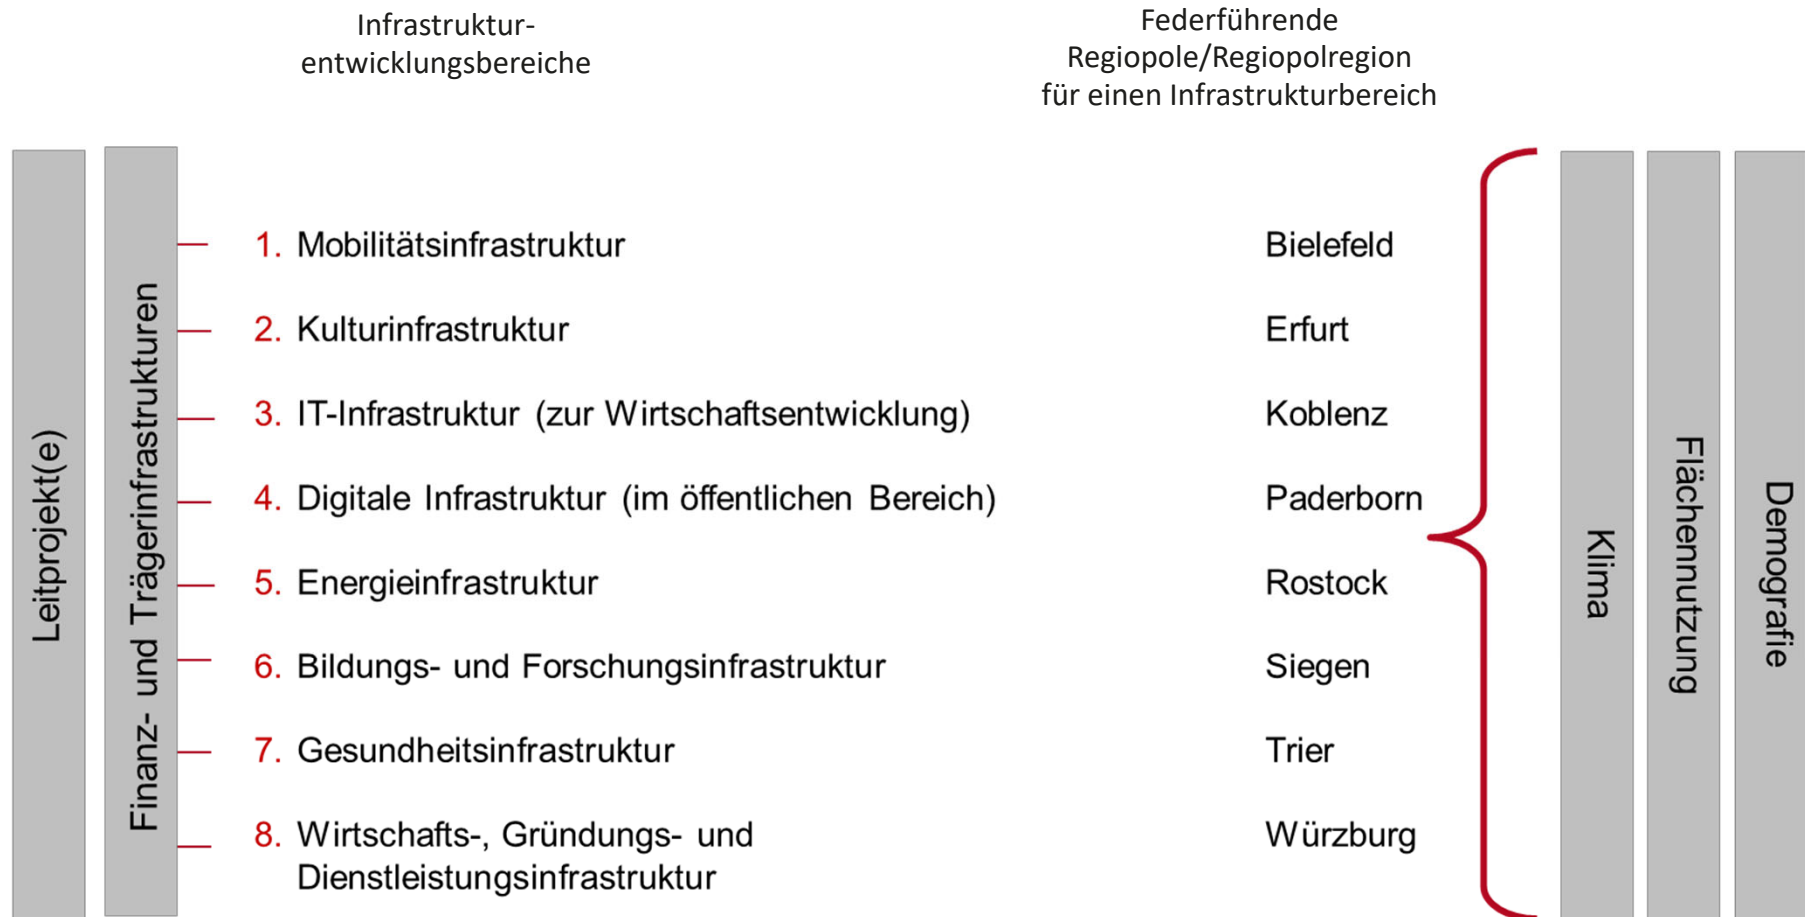 Infrastruktur-
entwicklungsbereiche
Federführende
Regiopole/Regiopolregion
für einen Infrastrukturbereich
Leitprojekt(e)
Finanz- und Trägerinfrastrukturen
1. Mobilitätsinfrastruktur
Bielefeld
2. Kulturinfrastruktur
Erfurt
3. IT-Infrastruktur (zur Wirtschaftsentwicklung)
Koblenz
4. Digitale Infrastruktur (im öffentlichen Bereich)
Paderborn
5. Energieinfrastruktur
Rostock
6. Bildungs- und Forschungsinfrastruktur
Siegen
7. Gesundheitsinfrastruktur
Trier
8. Wirtschafts-, Gründungs- und
Dienstleistungsinfrastruktur
Würzburg
Klima
Flächennutzung
Demografie